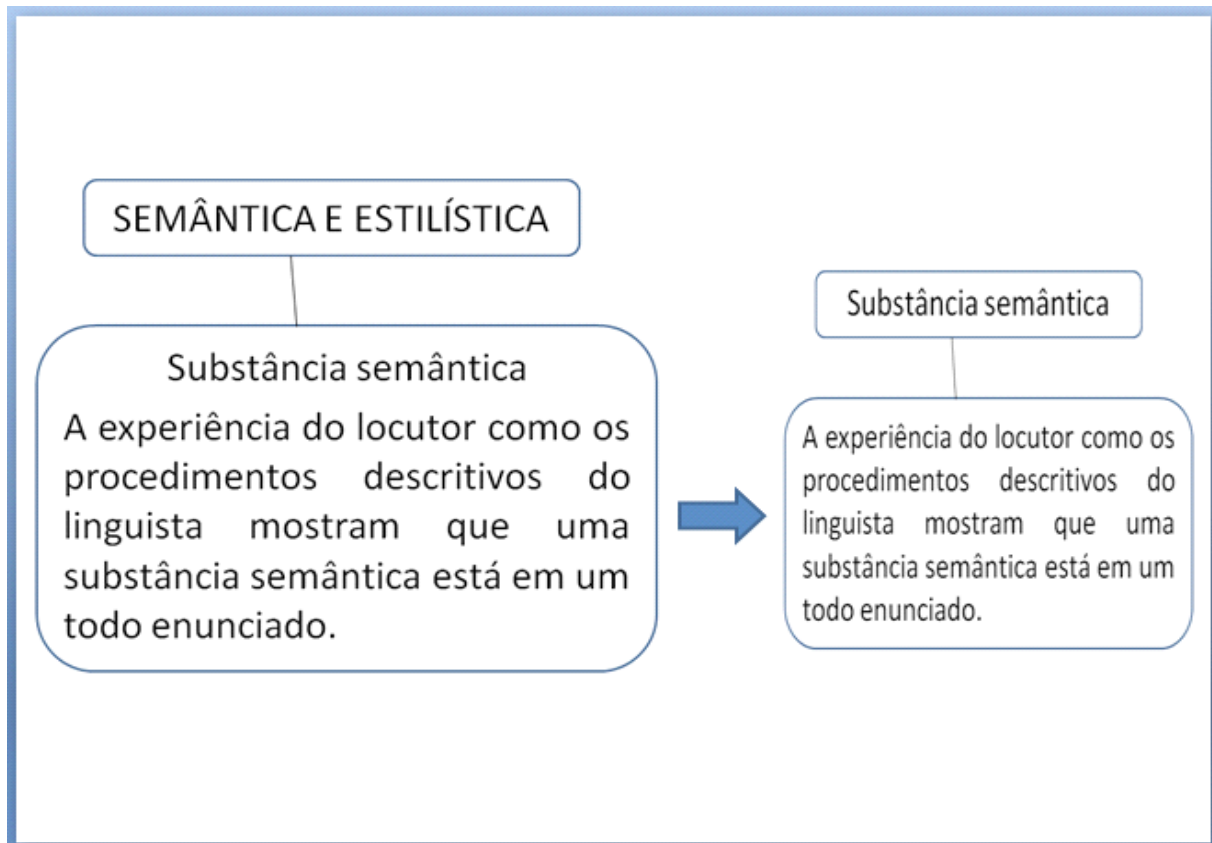 SEMÂNTICA E ESTILÍSTICA
Substância semântica
A experiência do locutor como os
procedimentos descritivos do
linguista mostram que uma
substância semântica está em um
todo enunciado.
Substância semântica
A experiência do locutor como os
procedimentos descritivos do
linguista mostram que uma
substância semântica está em um
todo enunciado.